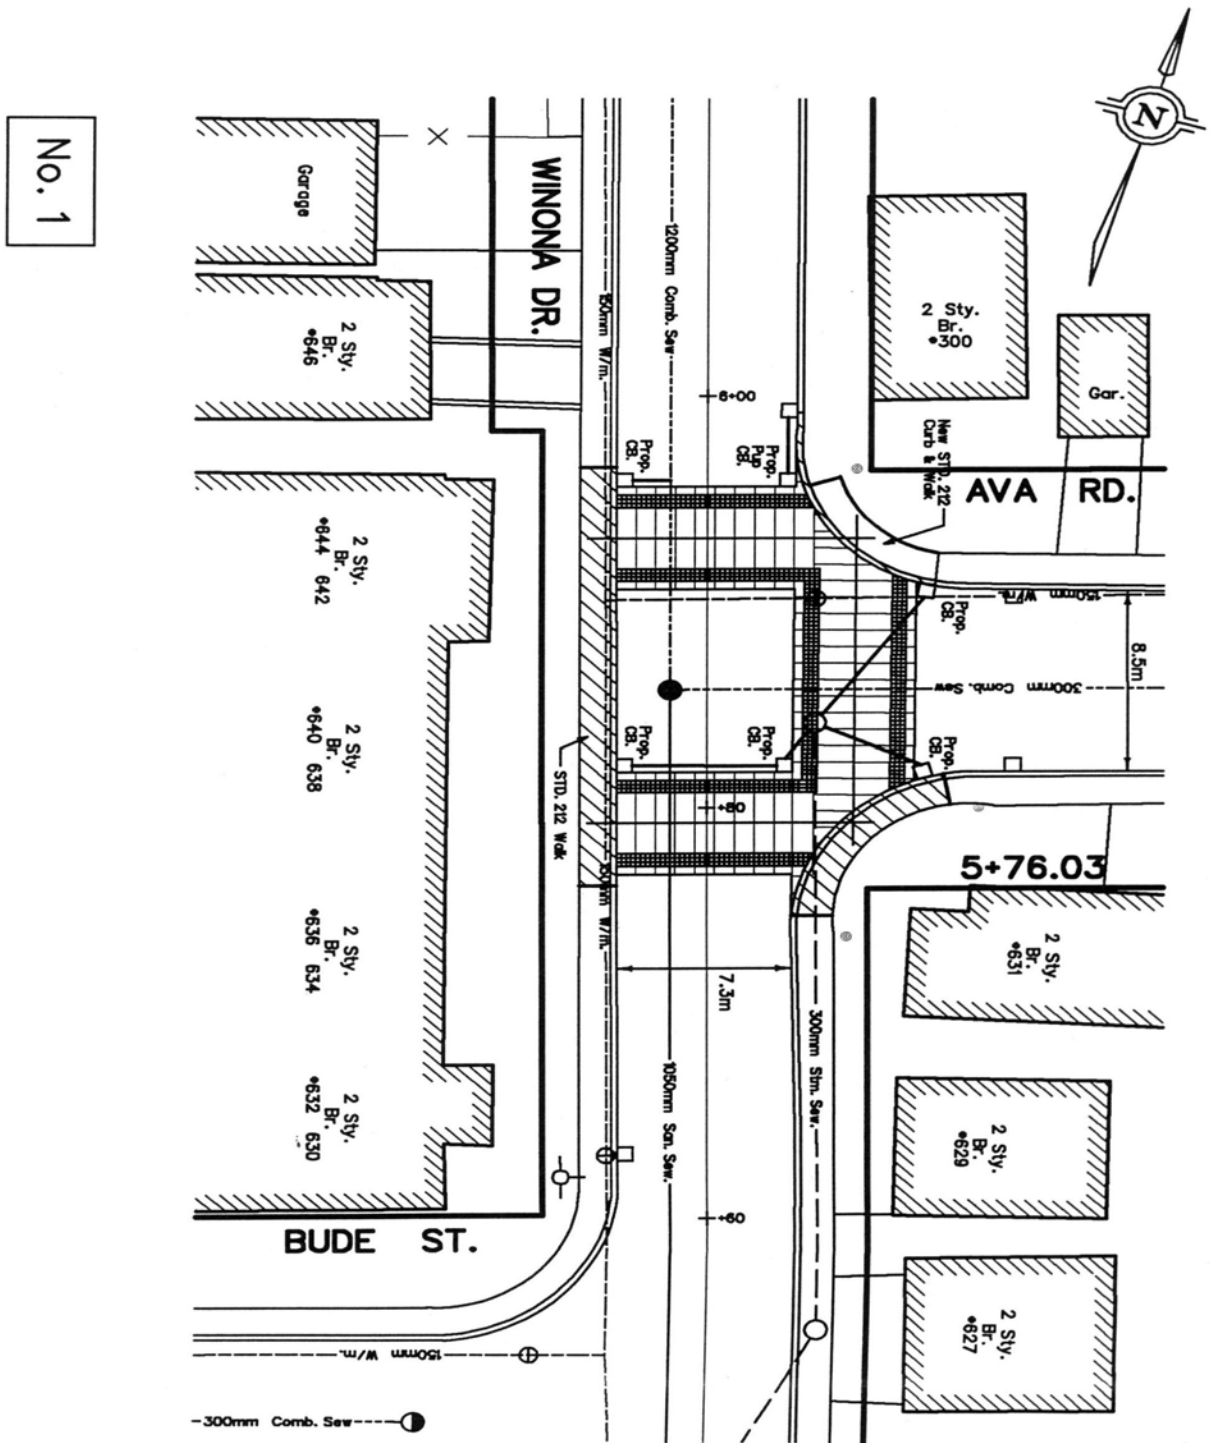 No. 1
N
Garage
WINONA DR.
1200mm Comb. Sew.
150mm W/m.
2 Sty.
Br.
*300
Gar.
2 Sty.
Br.
*646
6+00
Prop.
CB.
Prop.
Pup
CB.
New STD. 212
Curb & Walk
AVA RD.
2 Sty.
Br.
*644 642
150mm W/m.
Prop.
CB.
8.5m
300mm Comb. Sew
2 Sty.
Br.
*640 638
Prop.
CB.
Prop.
CB.
Prop.
CB.
STD. 212 Walk
+80
5+76.03
150mm W/m.
2 Sty.
Br.
*636 634
7.3m
2 Sty.
Br.
*631
300mm Stm. Sew.
1050mm San. Sew.
2 Sty.
Br.
*632 630
2 Sty.
Br.
*629
+60
BUDE ST.
2 Sty.
Br.
*627
150mm W/m.
300mm Comb. Sew